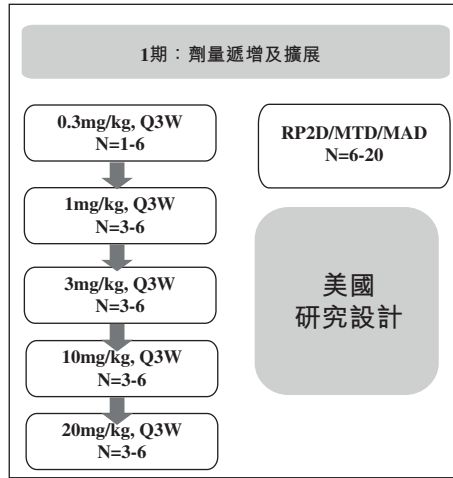 1期：劑量遞增及擴展
0.3mg/kg, Q3W
N=1-6
1mg/kg, Q3W
N=3-6
3mg/kg, Q3W
N=3-6
10mg/kg, Q3W
N=3-6
20mg/kg, Q3W
N=3-6
RP2D/MTD/MAD
N=6-20
美國
研究設計